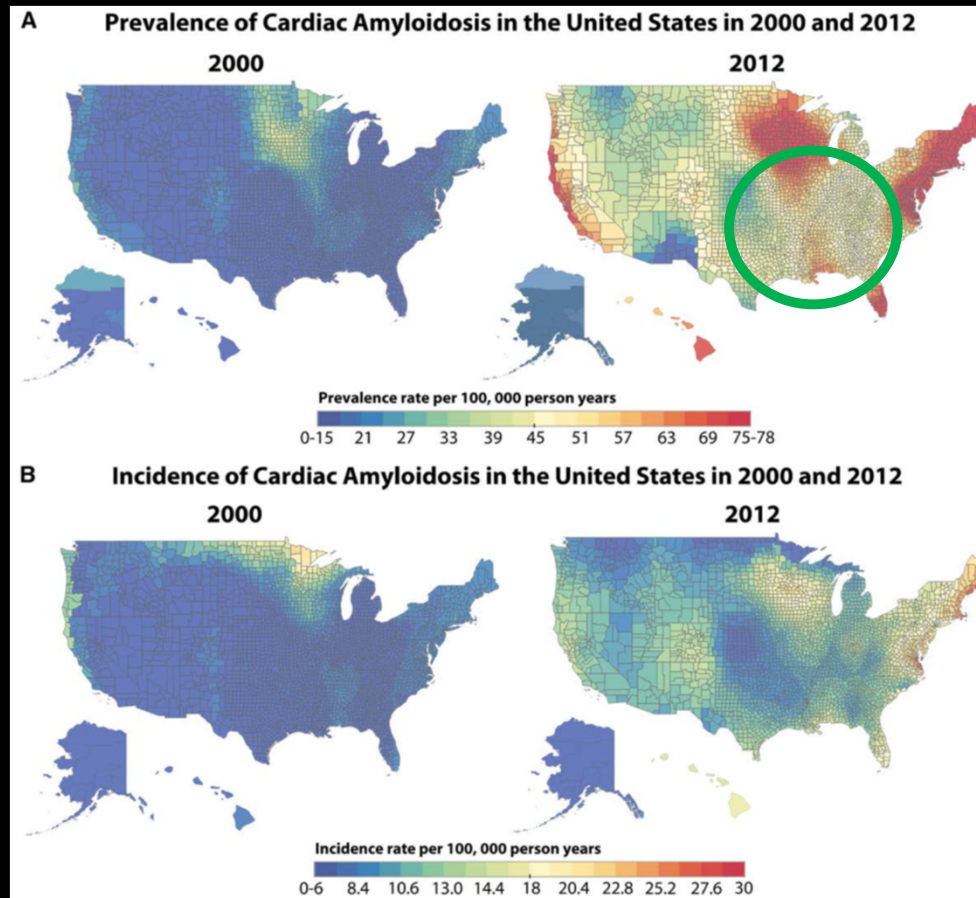 A Prevalence of Cardiac Amyloidosis in the United States in 2000 and 2012
2000 2012
Prevalence rate per 100, 000 person years
0-15 21 27 33 39 45 51 57 63 69 75-78
B Incidence of Cardiac Amyloidosis in the United States in 2000 and 2012
2000 2012
Incidence rate per 100, 000 person years
0-6 8.4 10.6 13.0 14.4 18 20.4 22.8 25.2 27.6 30